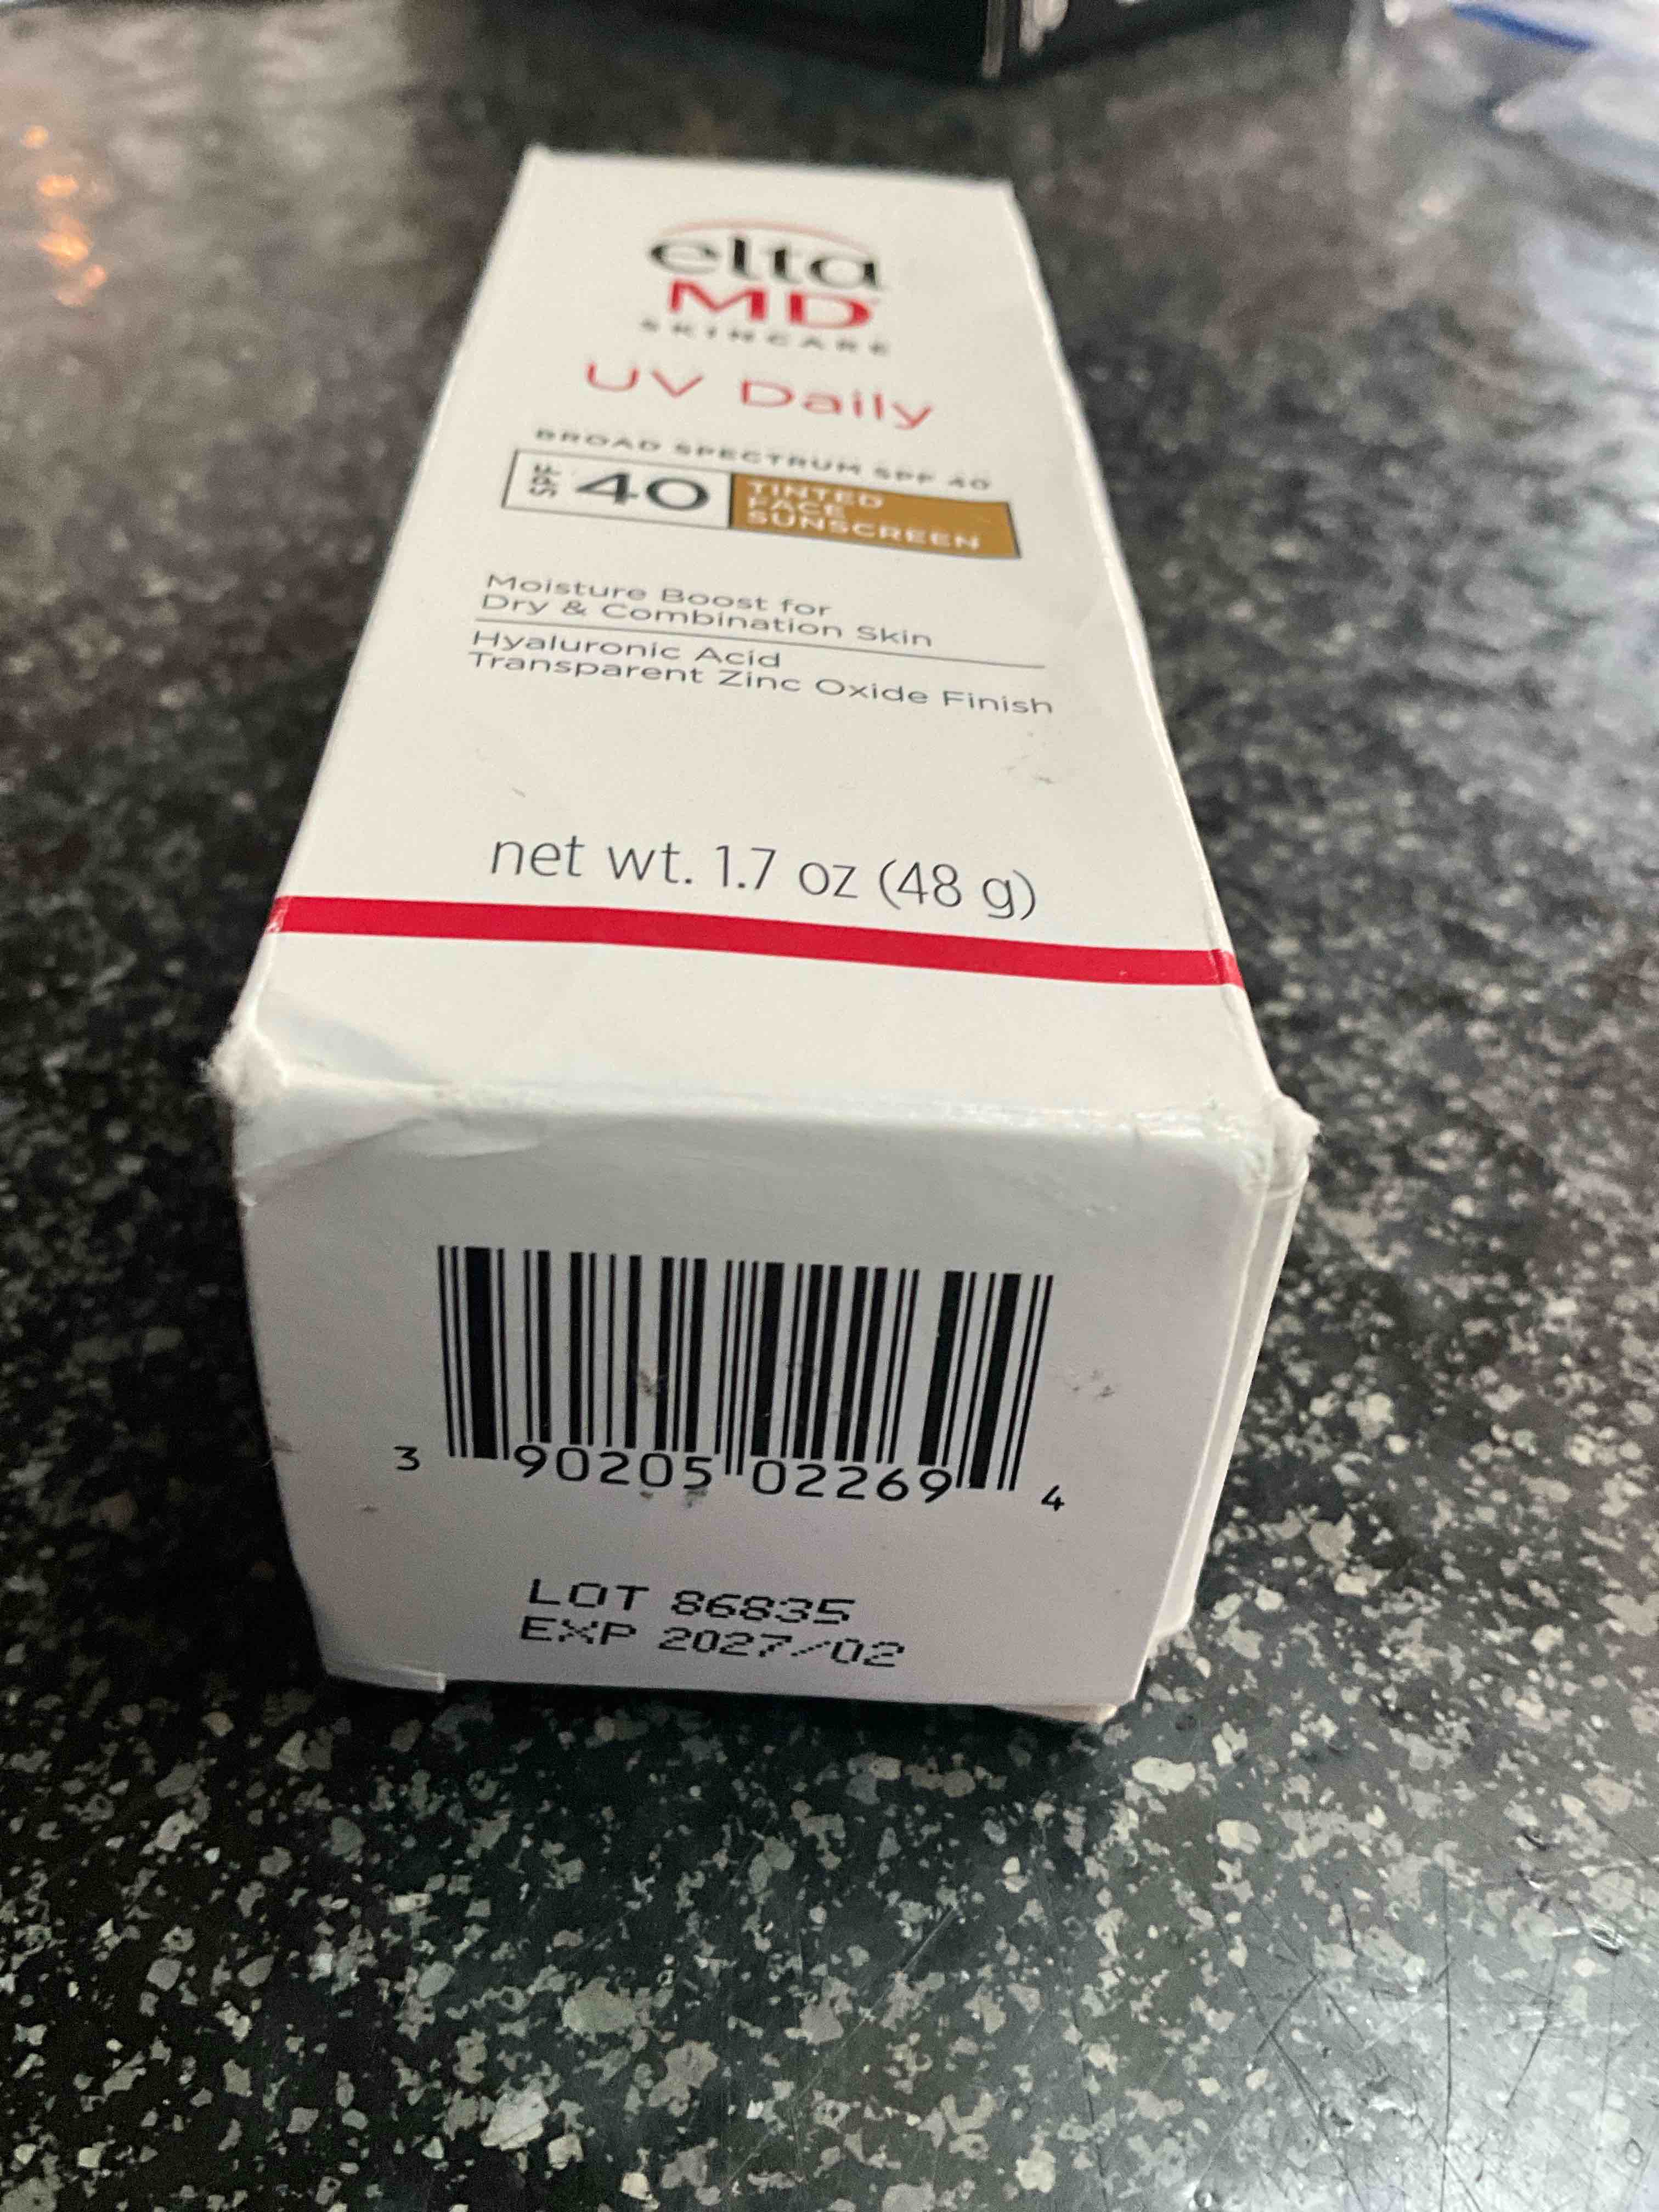 elta
MD
SKINCARE
UV Daily
BROAD SPECTRUM SPF 40
SPF 40 TINTED
FACE
SUNSCREEN
Moisture Boost for
Dry & Combination Skin
Hyaluronic Acid
Transparent Zinc Oxide Finish
net wt. 1.7 oz (48 g)
3 90205 02269 4
LOT 86835
EXP 2027/02